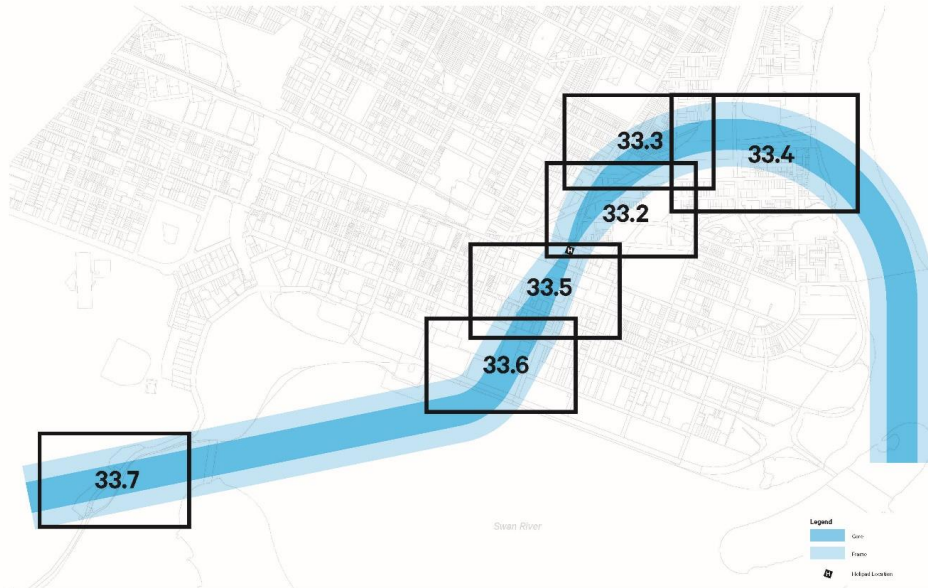 33.3
33.4
33.2
33.5
33.6
33.7
Swan River
Legend
Core
Frame
H
Helipad Location
H